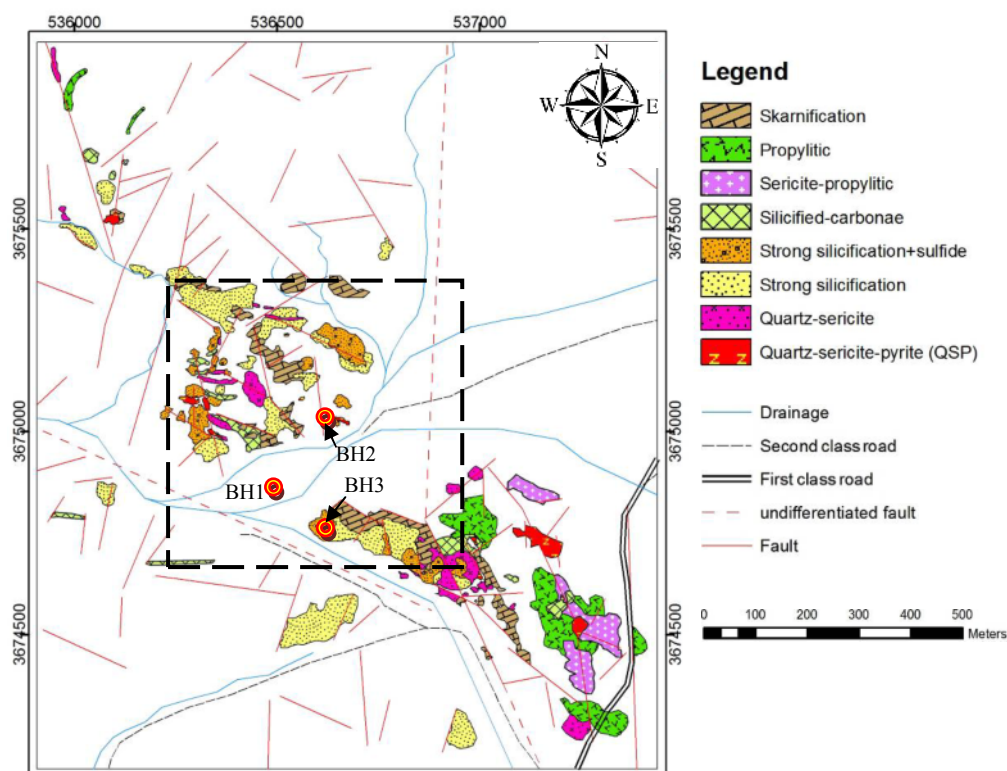 536000 536500 537000
N
W E
S
3675500 3675500
3675000 3675000
3674500 3674500
BH2
BH1
BH3
Legend
Skarnification
Propylitic
Sericite-propylitic
Silicified-carbonae
Strong silicification+sulfide
Strong silicification
Quartz-sericite
Z Z Quartz-sericite-pyrite (QSP)
Drainage
Second class road
First class road
undifferentiated fault
Fault
0 100 200 300 400 500
Meters